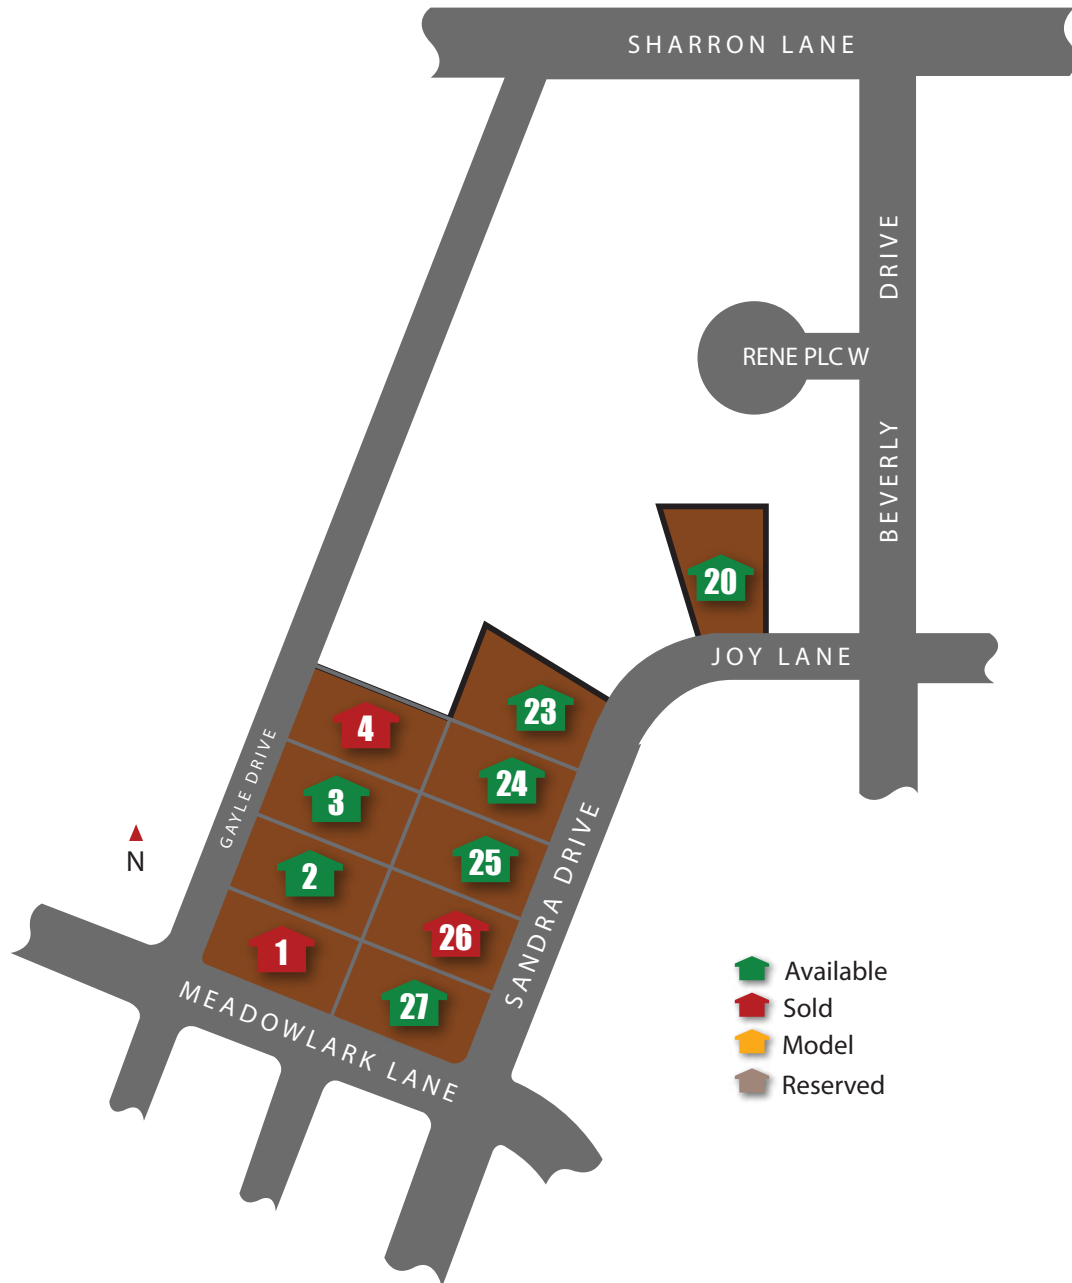 SHARRON LANE
BEVERLY DRIVE
RENE PLC W
20
JOY LANE
23
4
24
GAYLE DRIVE
3
N
25
2
SANDRA DRIVE
26
1
27
MEADOWLARK LANE
Available
Sold
Model
Reserved